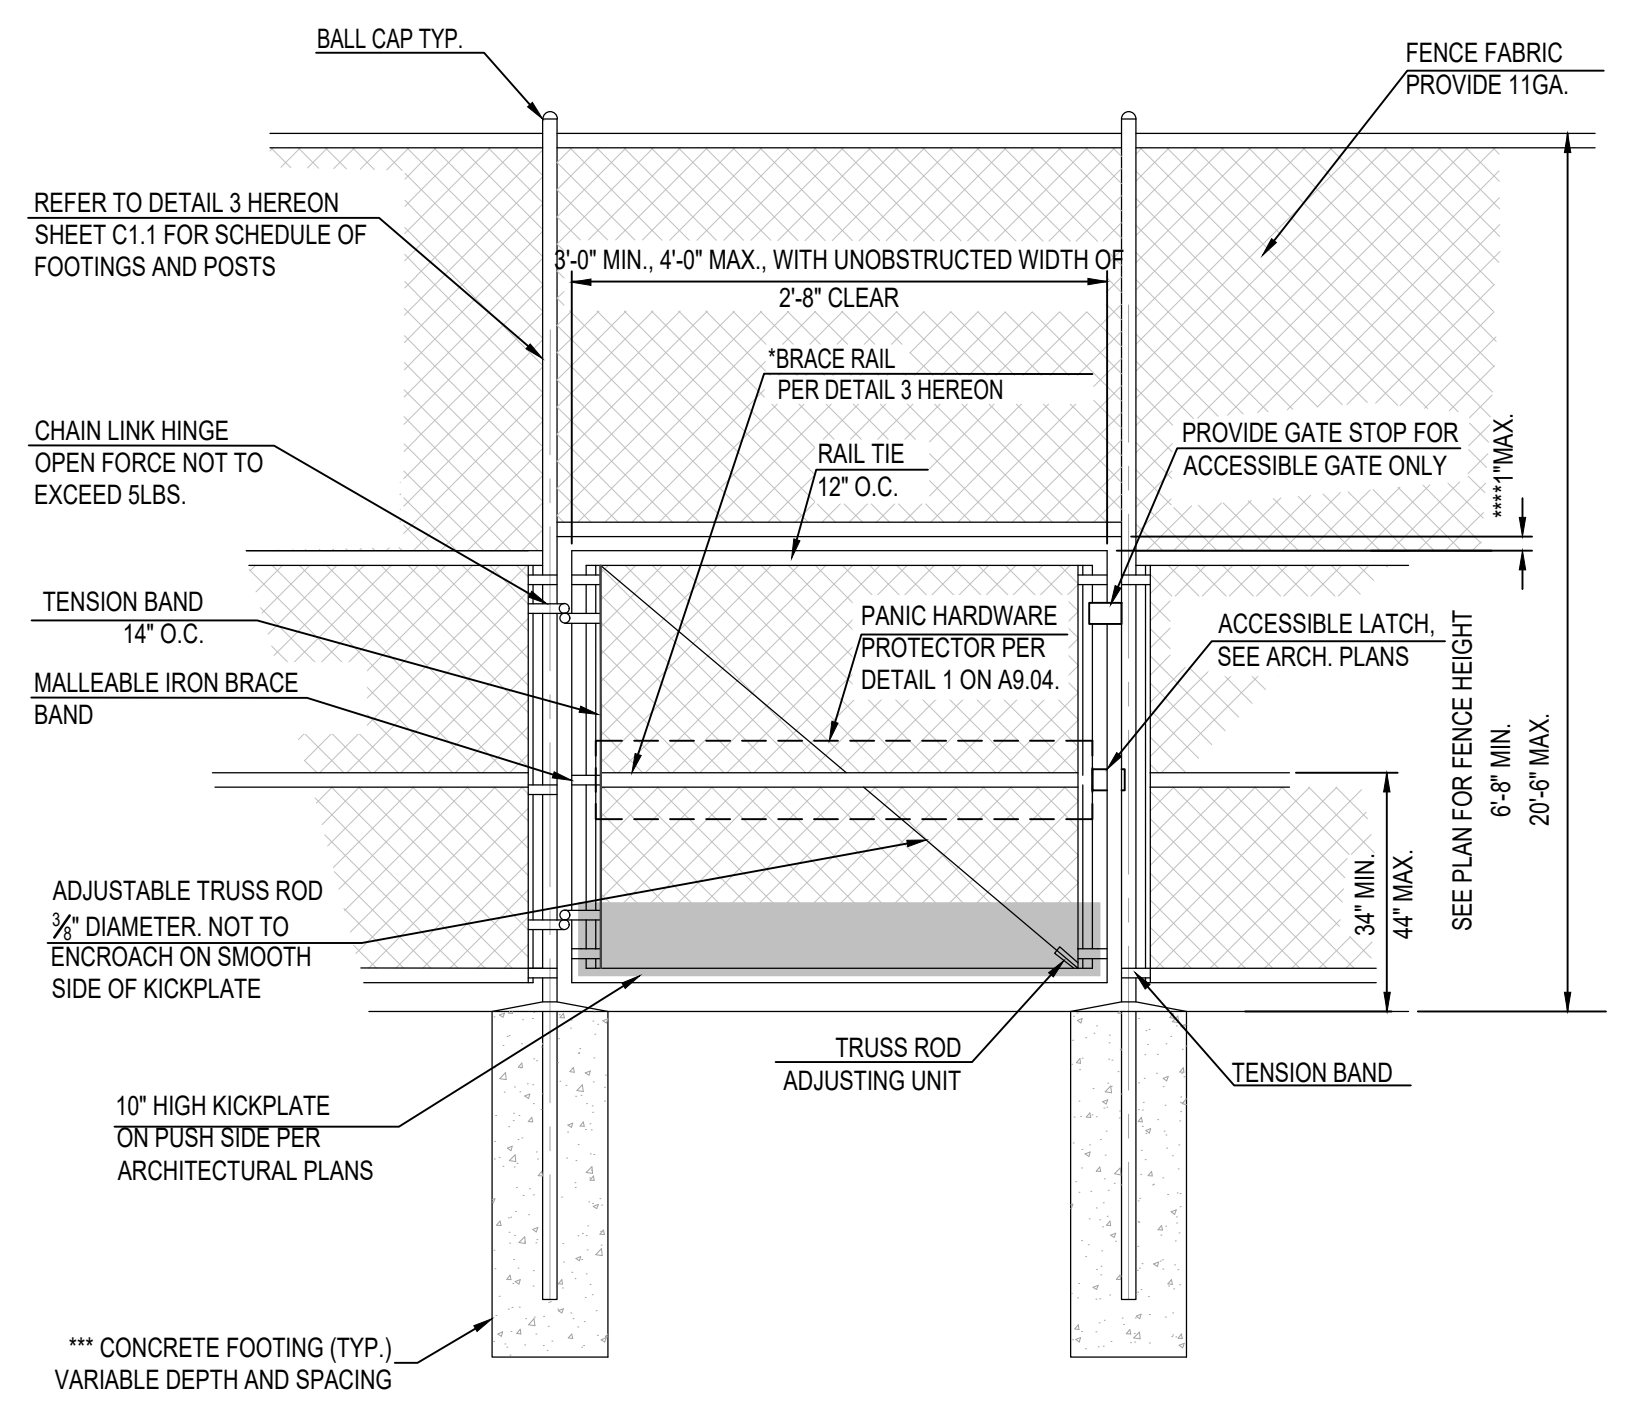 BALL CAP TYP.
FENCE FABRIC
PROVIDE 11GA.
REFER TO DETAIL 3 HEREON
SHEET C1.1 FOR SCHEDULE OF
FOOTINGS AND POSTS
3'-0" MIN., 4'-0" MAX., WITH UNOBSTRUCTED WIDTH OF
2'-8" CLEAR
*BRACE RAIL
PER DETAIL 3 HEREON
CHAIN LINK HINGE
OPEN FORCE NOT TO
EXCEED 5LBS.
RAIL TIE
12" O.C.
PROVIDE GATE STOP FOR
ACCESSIBLE GATE ONLY
****1"MAX.
TENSION BAND
14" O.C.
PANIC HARDWARE
PROTECTOR PER
DETAIL 1 ON A9.04.
ACCESSIBLE LATCH,
SEE ARCH. PLANS
MALLEABLE IRON BRACE
BAND
SEE PLAN FOR FENCE HEIGHT
6'-8" MIN.
20'-6" MAX.
34" MIN.
44" MAX.
ADJUSTABLE TRUSS ROD
⅜" DIAMETER. NOT TO
ENCROACH ON SMOOTH
SIDE OF KICKPLATE
TRUSS ROD
ADJUSTING UNIT
TENSION BAND
10" HIGH KICKPLATE
ON PUSH SIDE PER
ARCHITECTURAL PLANS
*** CONCRETE FOOTING (TYP.)
VARIABLE DEPTH AND SPACING